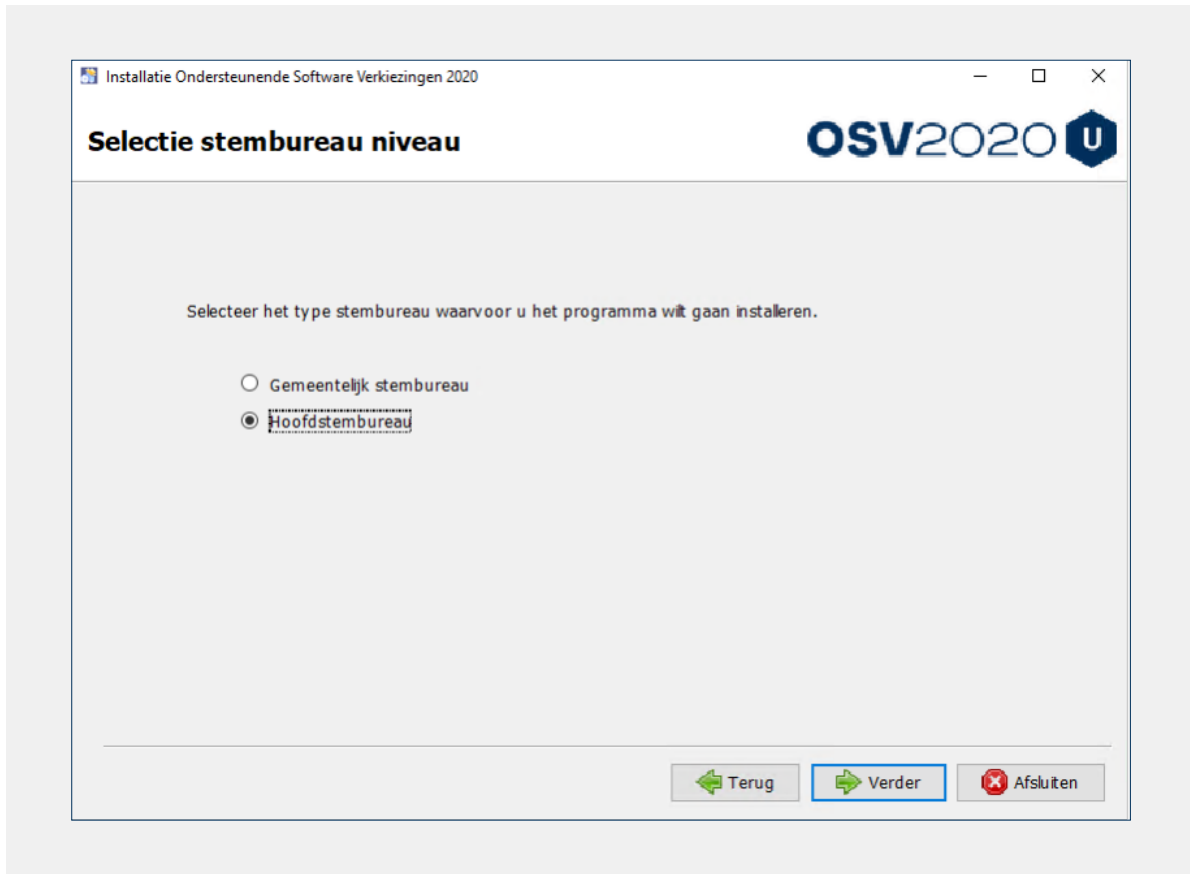 Installatie Ondersteunende Software Verkiezingen 2020
Selectie stembureau niveau
OSV2020 U
Selecteer het type stembureau waarvoor u het programma wilt gaan installeren.
Gemeentelijk stembureau
Hoofdstembureau
Terug
Verder
Afsluiten